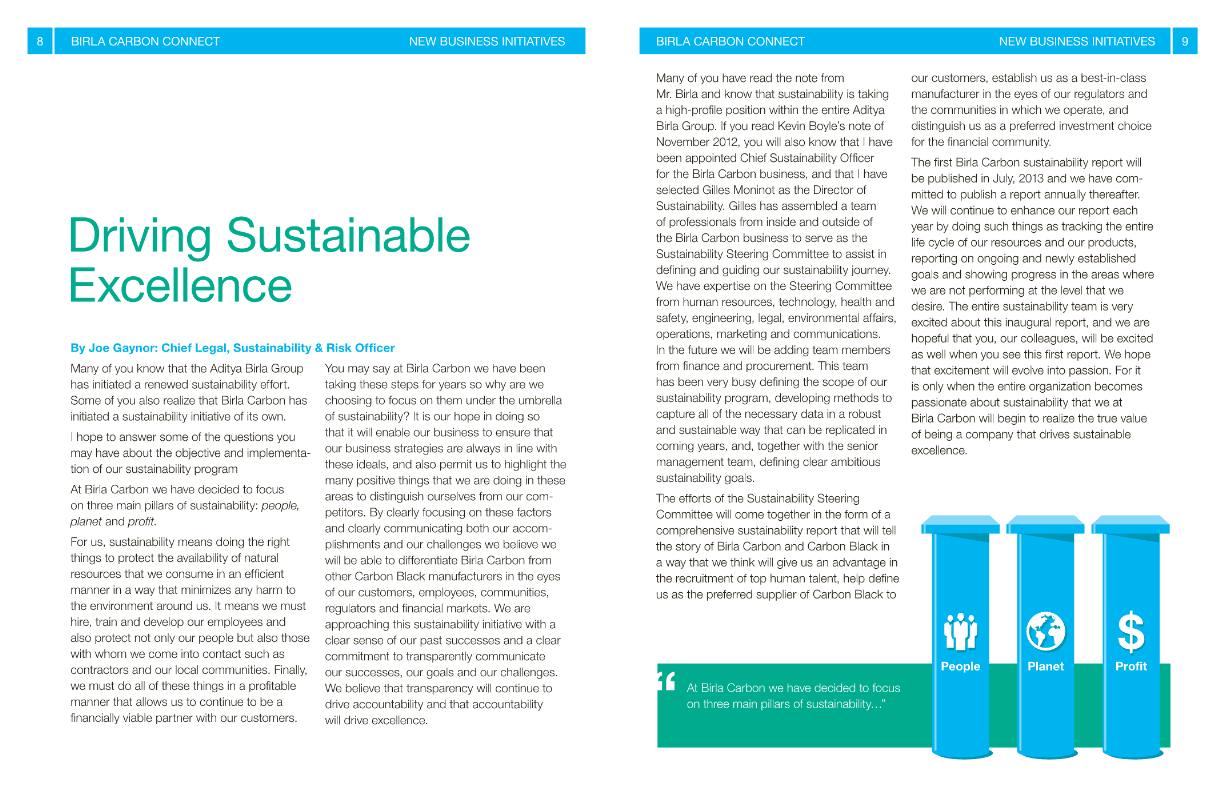 8 BIRLA CARBON CONNECT NEW BUSINESS INITIATIVES
Driving Sustainable
Excellence
By Joe Gaynor: Chief Legal, Sustainability & Risk Officer
Many of you know that the Aditya Birla Group
has initiated a renewed sustainability effort.
Some of you also realize that Birla Carbon has
initiated a sustainability initiative of its own.
I hope to answer some of the questions you
may have about the objective and implementa-
tion of our sustainability program
At Birla Carbon we have decided to focus
on three main pillars of sustainability: people,
planet and profit.
For us, sustainability means doing the right
things to protect the availability of natural
resources that we consume in an efficient
manner in a way that minimizes any harm to
the environment around us. It means we must
hire, train and develop our employees and
also protect not only our people but also those
with whom we come into contact such as
contractors and our local communities. Finally,
we must do all of these things in a profitable
manner that allows us to continue to be a
financially viable partner with our customers.
You may say at Birla Carbon we have been
taking these steps for years so why are we
choosing to focus on them under the umbrella
of sustainability? It is our hope in doing so
that it will enable our business to ensure that
our business strategies are always in line with
these ideals, and also permit us to highlight the
many positive things that we are doing in these
areas to distinguish ourselves from our com-
petitors. By clearly focusing on these factors
and clearly communicating both our accom-
plishments and our challenges we believe we
will be able to differentiate Birla Carbon from
other Carbon Black manufacturers in the eyes
of our customers, employees, communities,
regulators and financial markets. We are
approaching this sustainability initiative with a
clear sense of our past successes and a clear
commitment to transparently communicate
our successes, our goals and our challenges.
We believe that transparency will continue to
drive accountability and that accountability
will drive excellence.
BIRLA CARBON CONNECT NEW BUSINESS INITIATIVES 9
Many of you have read the note from
Mr. Birla and know that sustainability is taking
a high-profile position within the entire Aditya
Birla Group. If you read Kevin Boyle's note of
November 2012, you will also know that I have
been appointed Chief Sustainability Officer
for the Birla Carbon business, and that I have
selected Gilles Moninot as the Director of
Sustainability. Gilles has assembled a team
of professionals from inside and outside of
the Birla Carbon business to serve as the
Sustainability Steering Committee to assist in
defining and guiding our sustainability journey.
We have expertise on the Steering Committee
from human resources, technology, health and
safety, engineering, legal, environmental affairs,
operations, marketing and communications.
In the future we will be adding team members
from finance and procurement. This team
has been very busy defining the scope of our
sustainability program, developing methods to
capture all of the necessary data in a robust
and sustainable way that can be replicated in
coming years, and, together with the senior
management team, defining clear ambitious
sustainability goals.
The efforts of the Sustainability Steering
Committee will come together in the form of a
comprehensive sustainability report that will tell
the story of Birla Carbon and Carbon Black in
a way that we think will give us an advantage in
the recruitment of top human talent, help define
us as the preferred supplier of Carbon Black to
our customers, establish us as a best-in-class
manufacturer in the eyes of our regulators and
the communities in which we operate, and
distinguish us as a preferred investment choice
for the financial community.
The first Birla Carbon sustainability report will
be published in July, 2013 and we have com-
mitted to publish a report annually thereafter.
We will continue to enhance our report each
year by doing such things as tracking the entire
life cycle of our resources and our products,
reporting on ongoing and newly established
goals and showing progress in the areas where
we are not performing at the level that we
desire. The entire sustainability team is very
excited about this inaugural report, and we are
hopeful that you, our colleagues, will be excited
as well when you see this first report. We hope
that excitement will evolve into passion. For it
is only when the entire organization becomes
passionate about sustainability that we at
Birla Carbon will begin to realize the true value
of being a company that drives sustainable
excellence.
$
People Planet Profit
“ At Birla Carbon we have decided to focus
on three main pillars of sustainability…”